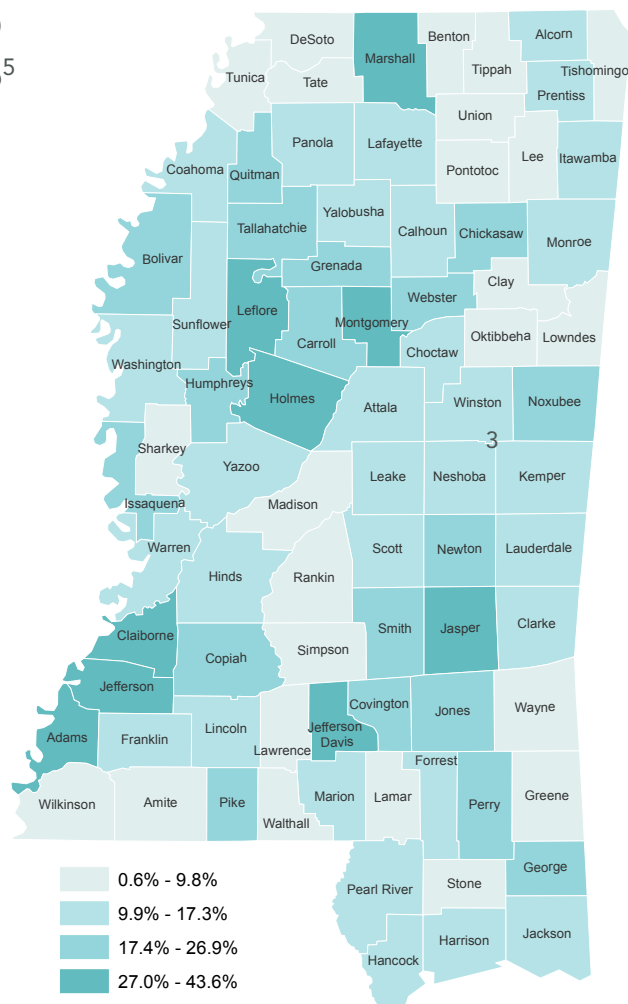 5
DeSoto
Benton
Alcorn
Marshall
Tunica
Tate
Tippah
Tishomingo
Prentiss
Union
Panola
Lafayette
Lee
Itawamba
Coahoma
Quitman
Pontotoc
Yalobusha
Tallahatchie
Calhoun
Chickasaw
Monroe
Bolivar
Grenada
Clay
Webster
Leflore
Sunflower
Montgomery
Oktibbeha
Lowndes
Carroll
Choctaw
Washington
Humphreys
Holmes
Attala
Winston
Noxubee
3
Sharkey
Yazoo
Leake
Neshoba
Kemper
Issaquena
Madison
Warren
Scott
Newton
Lauderdale
Hinds
Rankin
Claiborne
Smith
Jasper
Clarke
Copiah
Simpson
Jefferson
Covington
Jones
Wayne
Adams
Franklin
Lincoln
Lawrence
Jefferson
Davis
Forrest
Wilkinson
Amite
Pike
Walthall
Marion
Lamar
Perry
Greene
George
Pearl River
Stone
Hancock
Harrison
Jackson
0.6% - 9.8%
9.9% - 17.3%
17.4% - 26.9%
27.0% - 43.6%